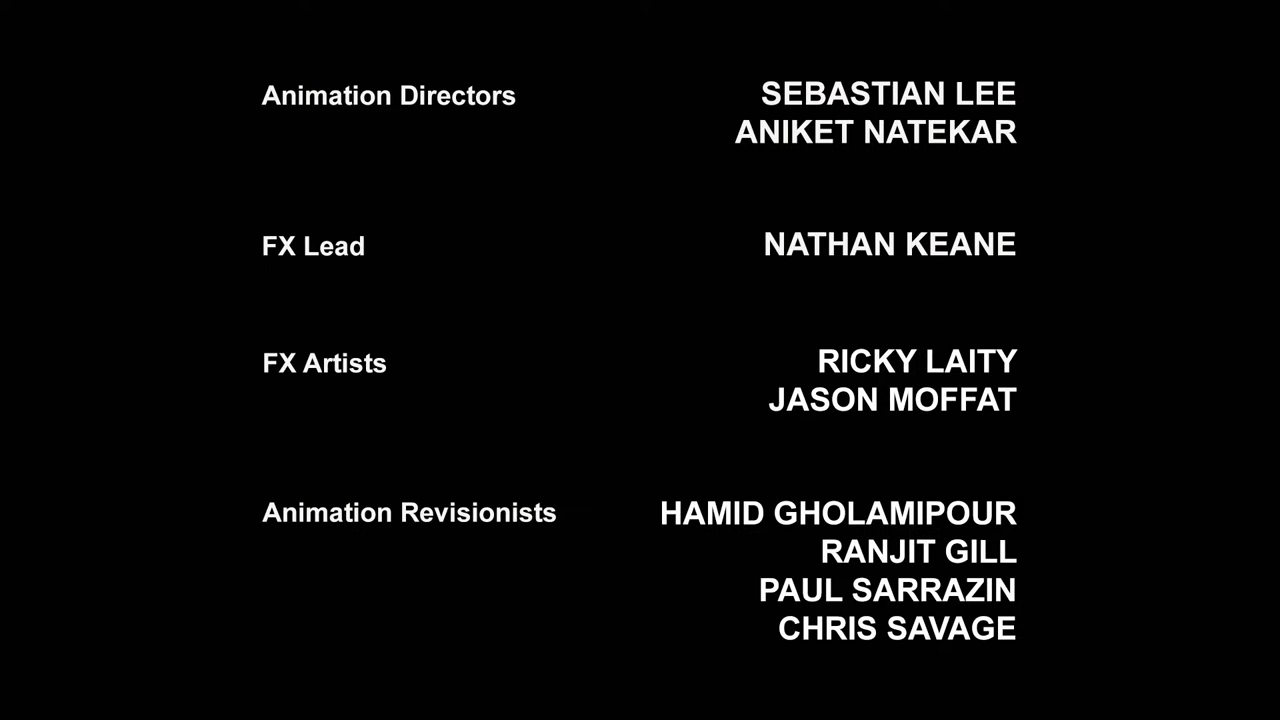 Animation Directors SEBASTIAN LEE
ANIKET NATEKAR
FX Lead NATHAN KEANE
FX Artists RICKY LAITY
JASON MOFFAT
Animation Revisionists HAMID GHOLAMIPOUR
RANJIT GILL
PAUL SARRAZIN
CHRIS SAVAGE